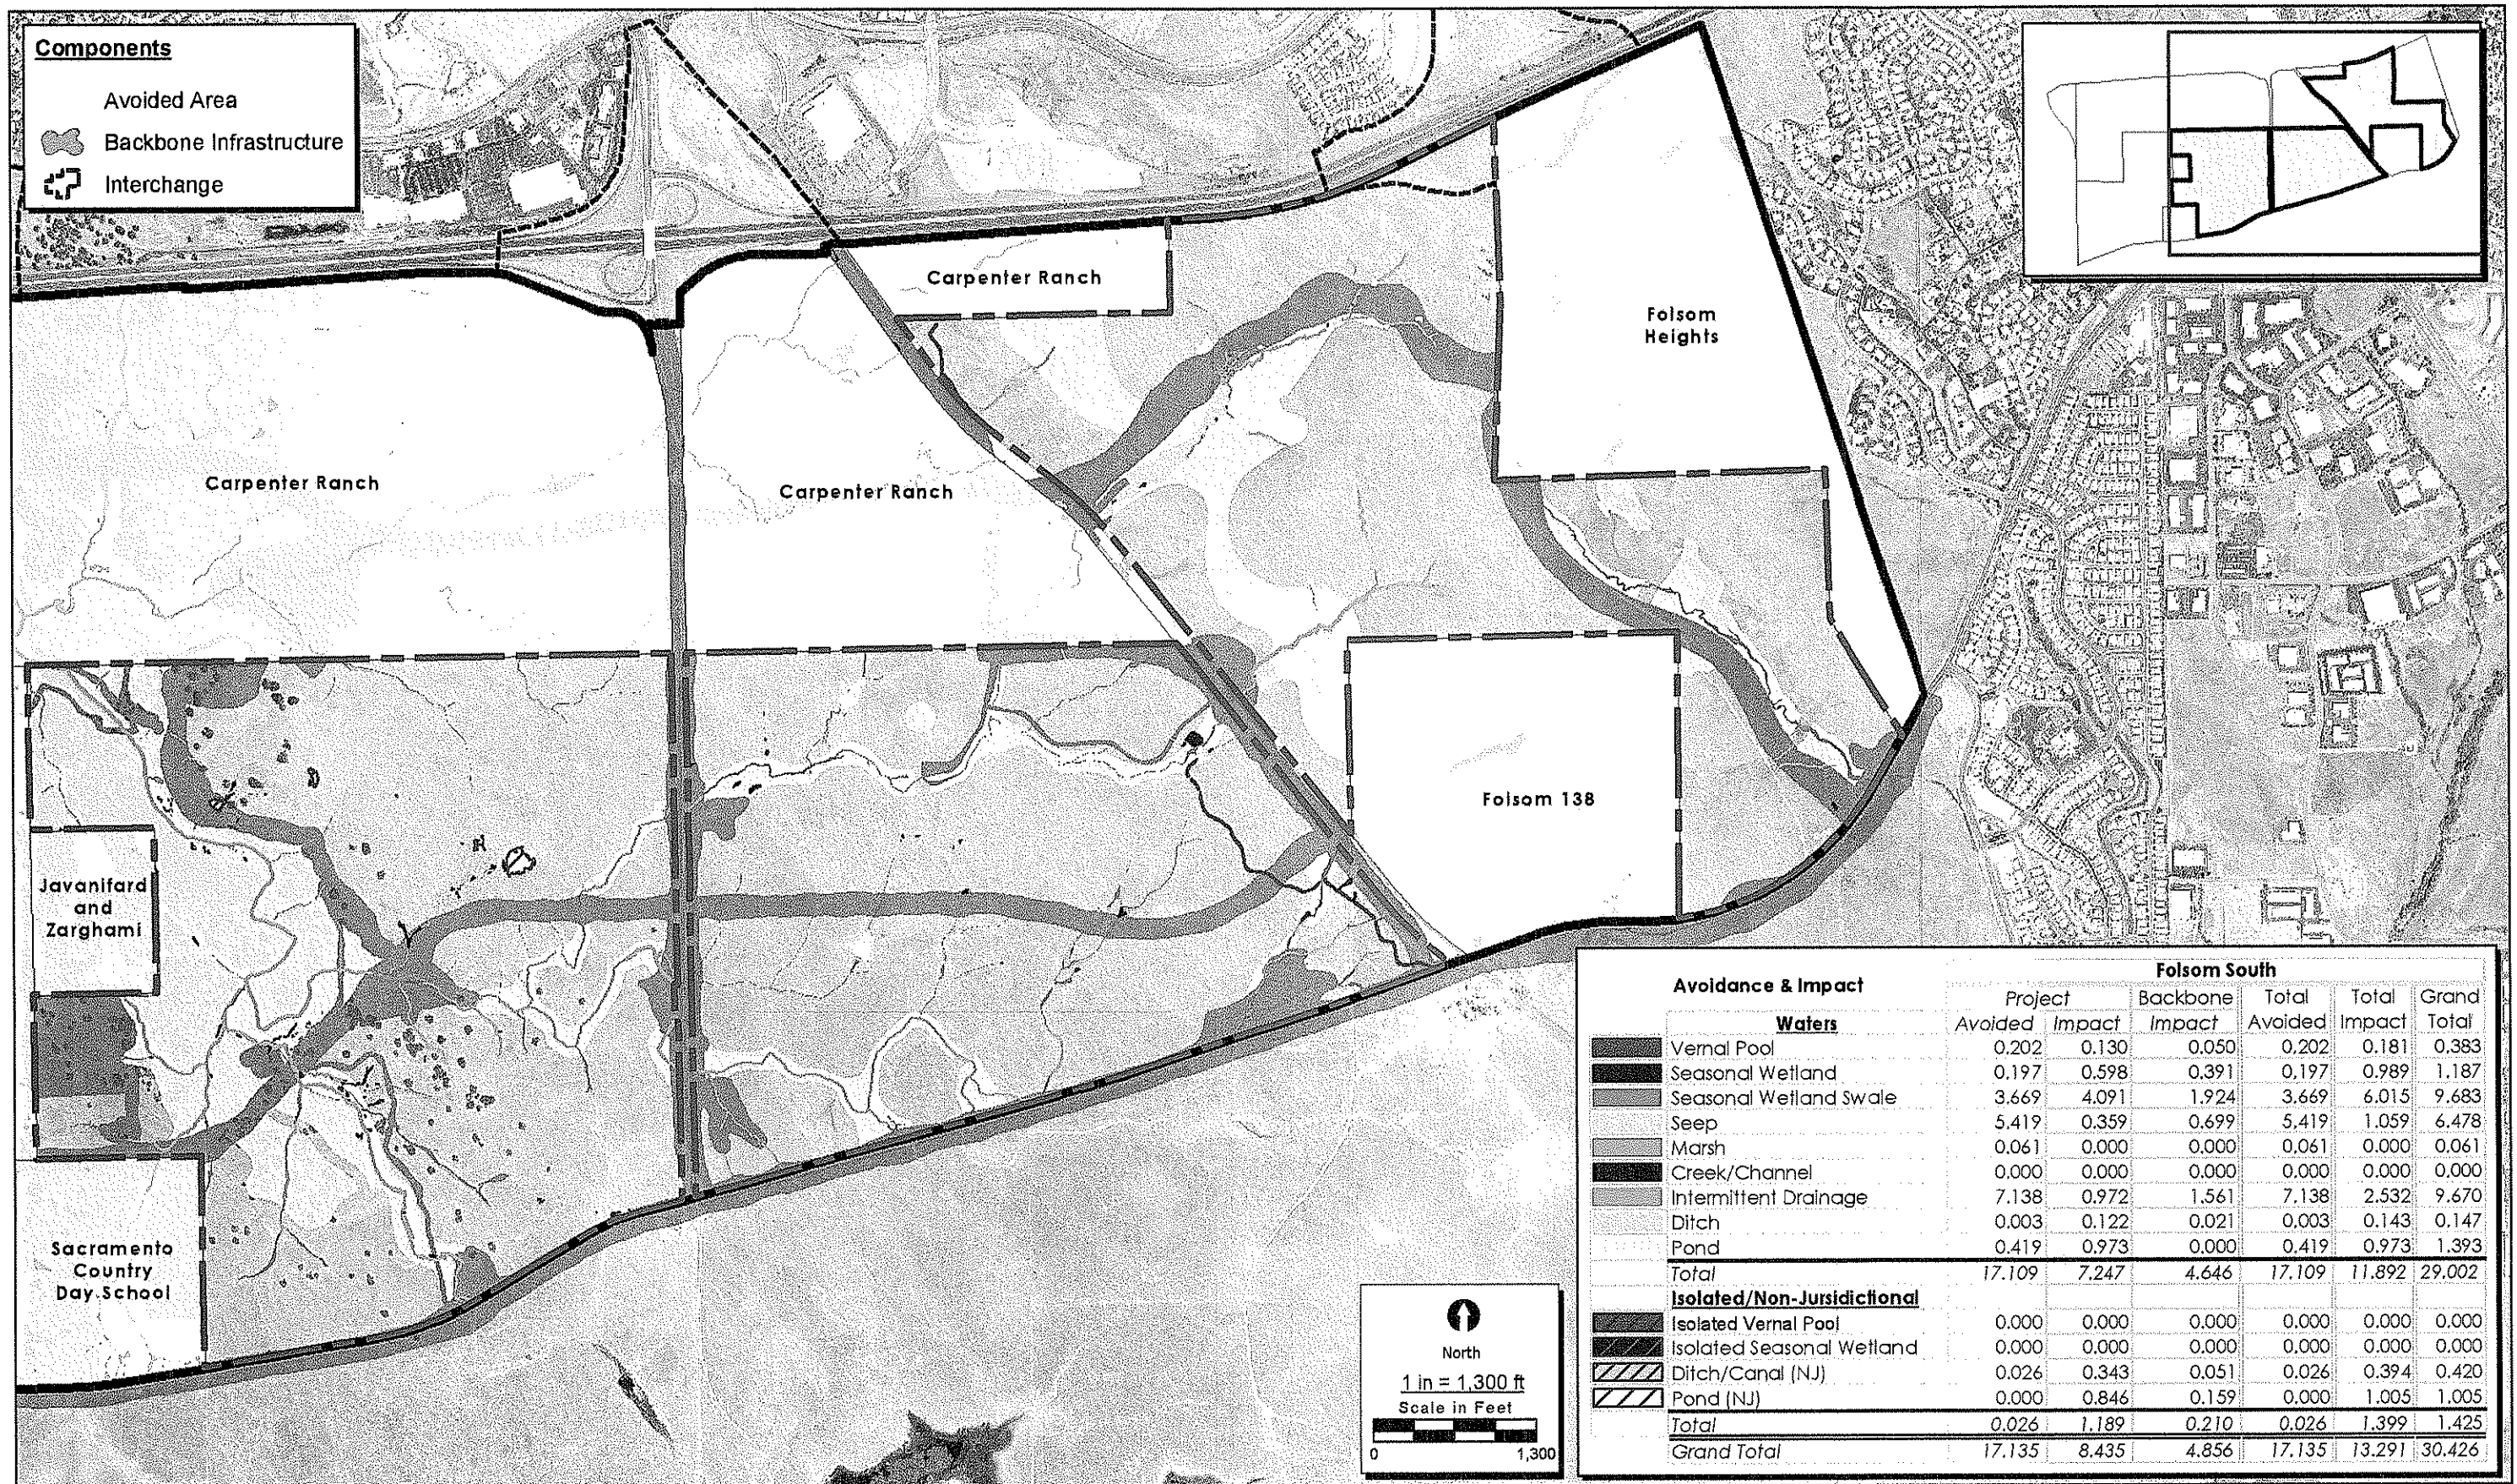 Components
Avoided Area
Backbone Infrastructure
Interchange
Carpenter Ranch
Folsom
Heights
Carpenter Ranch
Carpenter Ranch
Folsom 138
Javanifard
and
Zarghami
Sacramento
Country
Day School
North
1 in = 1,300 ft
Scale in Feet
0 1,300
Folsom South
Avoidance & Impact Project Backbone Total Total Grand
Waters Avoided Impact Impact Avoided Impact Total
Vernal Pool 0.202 0.130 0.050 0.202 0.181 0.383
Seasonal Wetland 0.197 0.598 0.391 0.197 0.989 1.187
Seasonal Wetland Swale 3.669 4.091 1.924 3.669 6.015 9.683
Seep 5.419 0.359 0.699 5.419 1.059 6.478
Marsh 0.061 0.000 0.000 0.061 0.000 0.061
Creek/Channel 0.000 0.000 0.000 0.000 0.000 0.000
Intermittent Drainage 7.138 0.972 1.561 7.138 2.532 9.670
Ditch 0.003 0.122 0.021 0.003 0.143 0.147
Pond 0.419 0.973 0.000 0.419 0.973 1.393
Total 17.109 7.247 4.646 17.109 11.892 29.002
Isolated/Non-Jursidictional
Isolated Vernal Pool 0.000 0.000 0.000 0.000 0.000 0.000
Isolated Seasonal Wetland 0.000 0.000 0.000 0.000 0.000 0.000
Ditch/Canal (NJ) 0.026 0.343 0.051 0.026 0.394 0.420
Pond (NJ) 0.000 0.846 0.159 0.000 1.005 1.005
Total 0.026 1.189 0.210 0.026 1.399 1.425
Grand Total 17.135 8.435 4.856 17.135 13.291 30.426